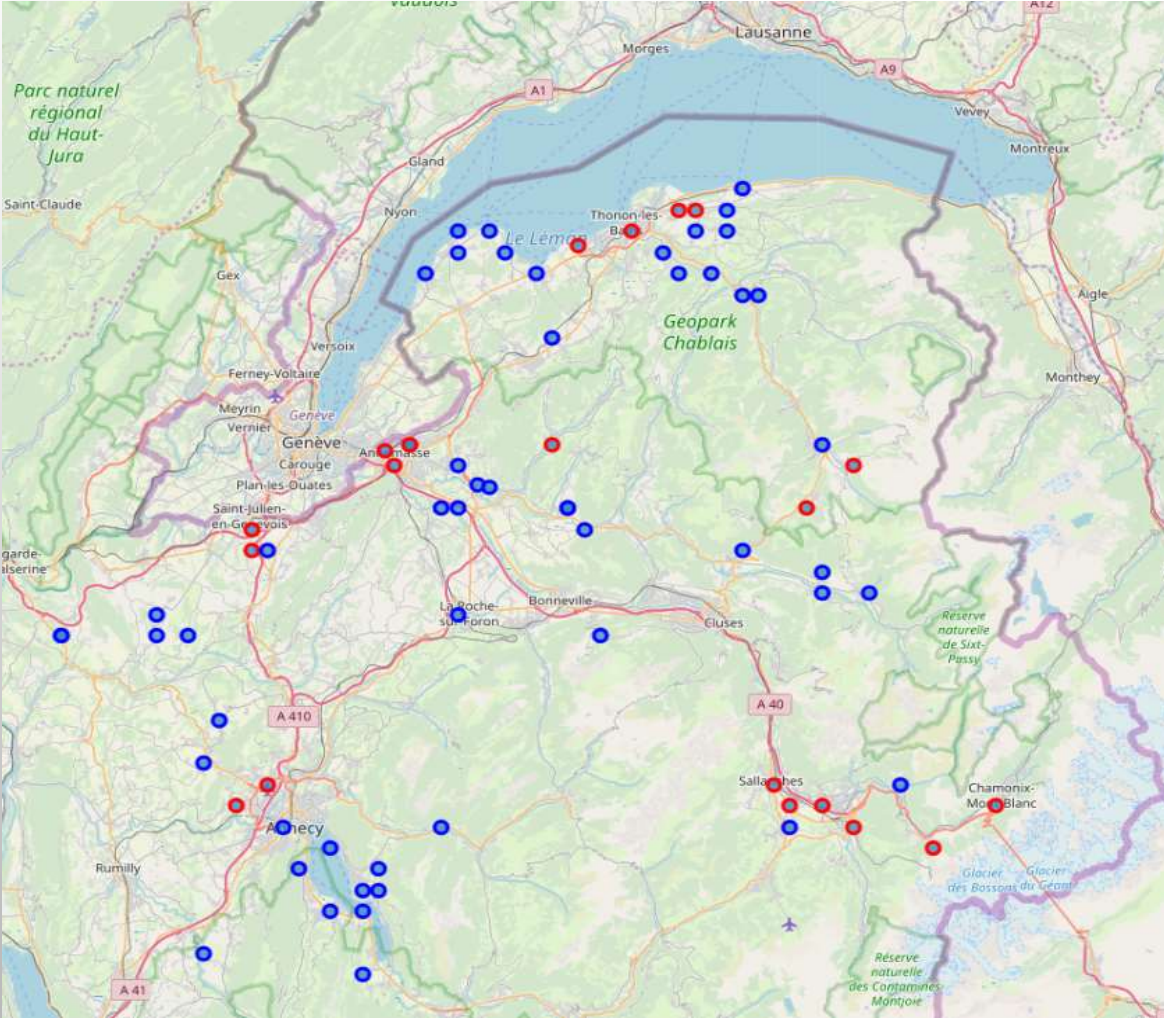 Vaudois
A12
Lausanne
Morges
A9
A1
Parc naturel
régional
du Haut-
Jura
Vevey
Montreux
Gland
Saint-Claude
Nyon
Thonon-les-
Le Léman
Gex
Aigle
Geopark
Chablais
Versoix
Ferney-Voltaire
Monthey
Meyrin
Genève
Vernier
Genève
Carouge
Plan-les-Ouates
Saint-Julien-
en-Genevois
garde-
alserine
La Roche-
sur-Foron
Bonneville
Cluses
Réserve
naturelle
de Sixt-
Passy
A 410
A 40
Chamonix-
Mont-Blanc
Annecy
Rumilly
Glacier
des Bossons
Glacier
du Géant
Réserve
naturelle
des Contamines-
Montjoie
A 41